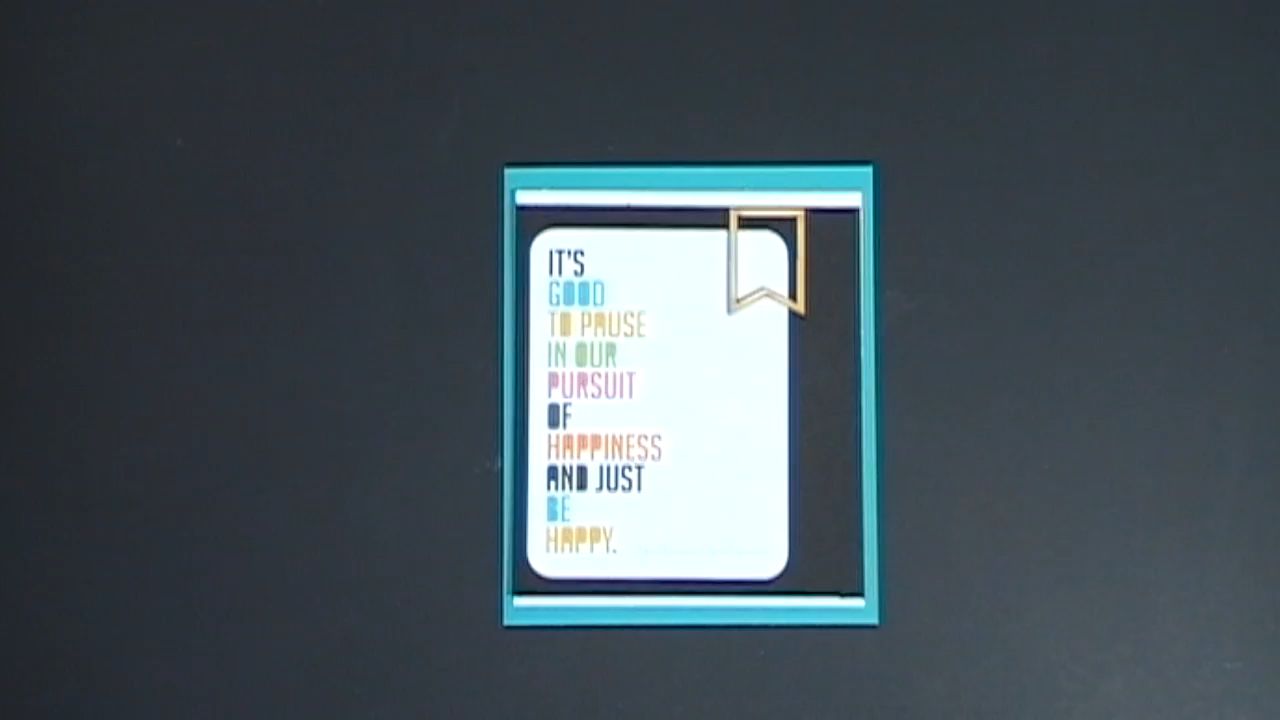 IT'S
GOOD
TO PAUSE
IN OUR
PURSUIT
OF
HAPPINESS
AND JUST
BE
HAPPY.